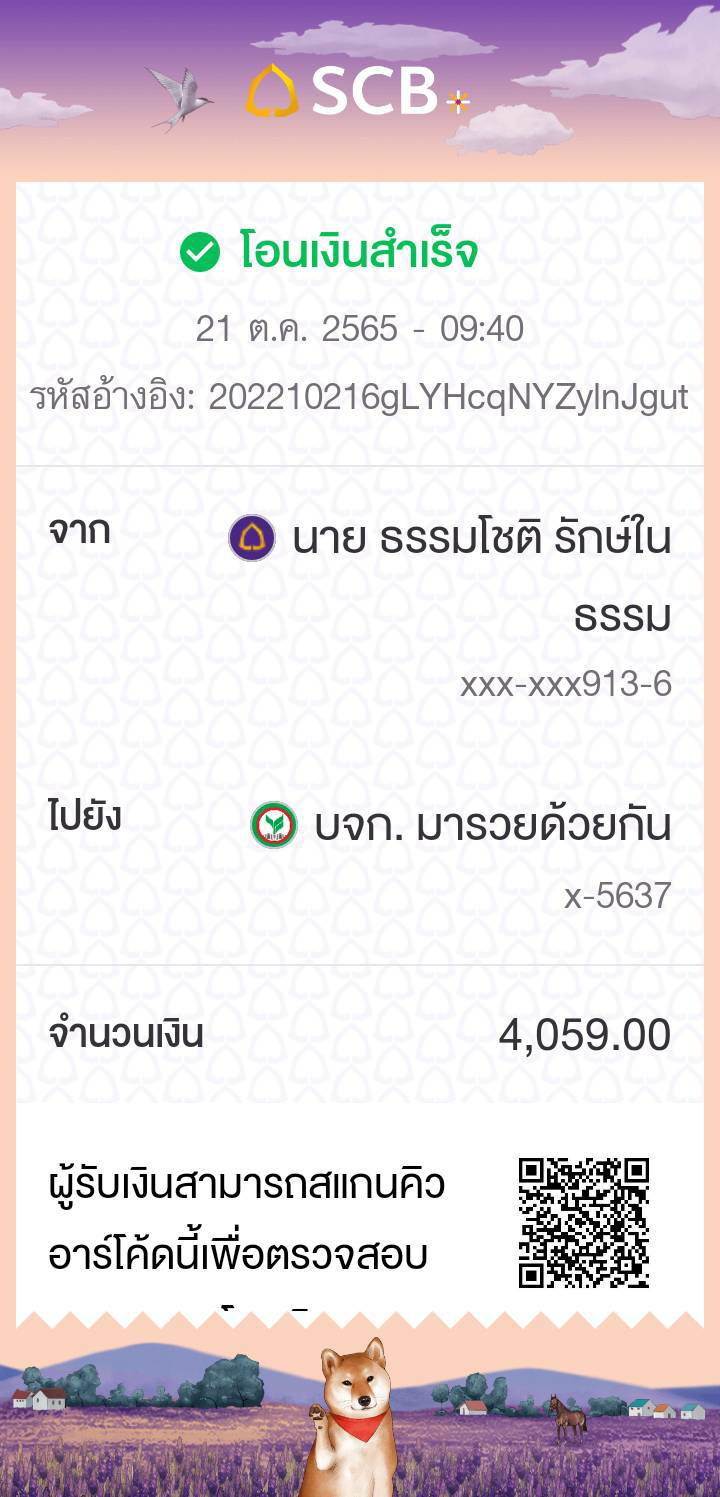 SCB
โอนเงินสำเร็จ
21 ต.ค. 2565 - 09:40
รหัสอ้างอิง: 202210216gLYHcqNYZylnJgut
จาก
นาย ธรรมโชติ รักษ์ใน
ธรรม
xxx-xxx913-6
ไปยัง
บจก. มารวยด้วยกัน
x-5637
จำนวนเงิน
4,059.00
ผู้รับเงินสามารถสแกนคิว
อาร์โค้ดนี้เพื่อตรวจสอบ